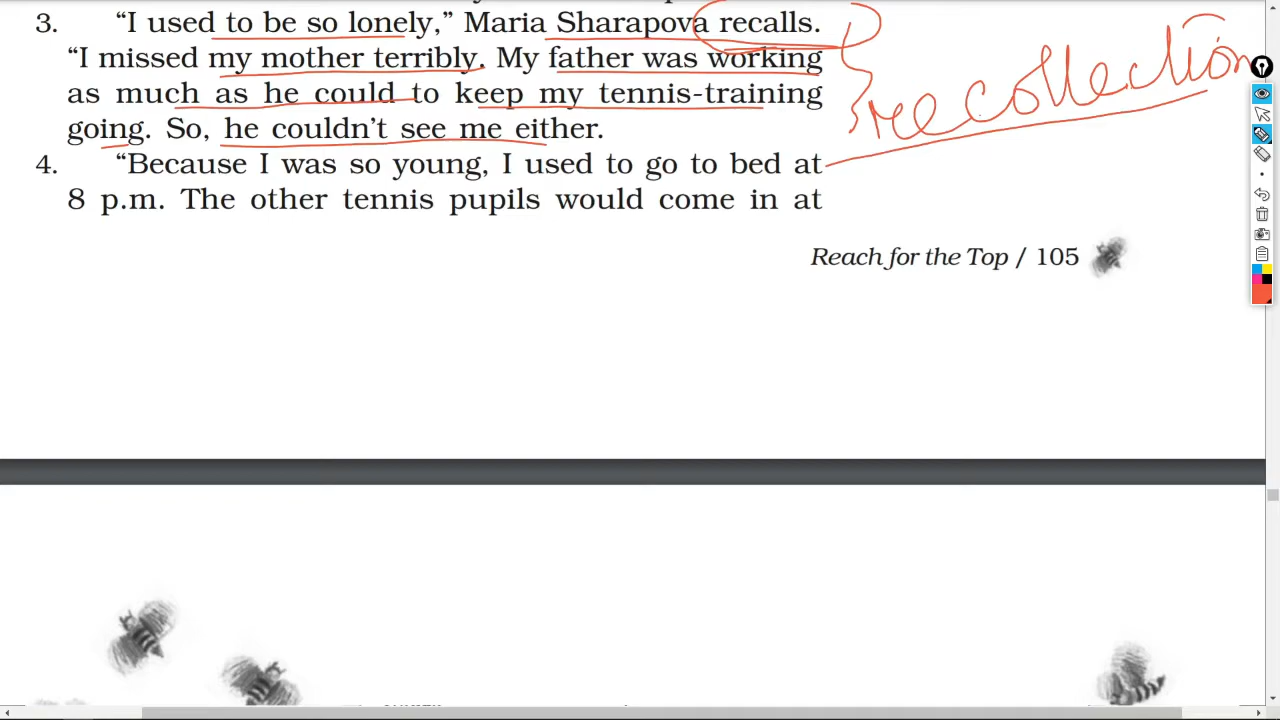 3. “I used to be so lonely,” Maria Sharapova recalls.
“I missed my mother terribly. My father was working
as much as he could to keep my tennis-training
going. So, he couldn’t see me either.
recollection
4. “Because I was so young, I used to go to bed at
8 p.m. The other tennis pupils would come in at
Reach for the Top / 105